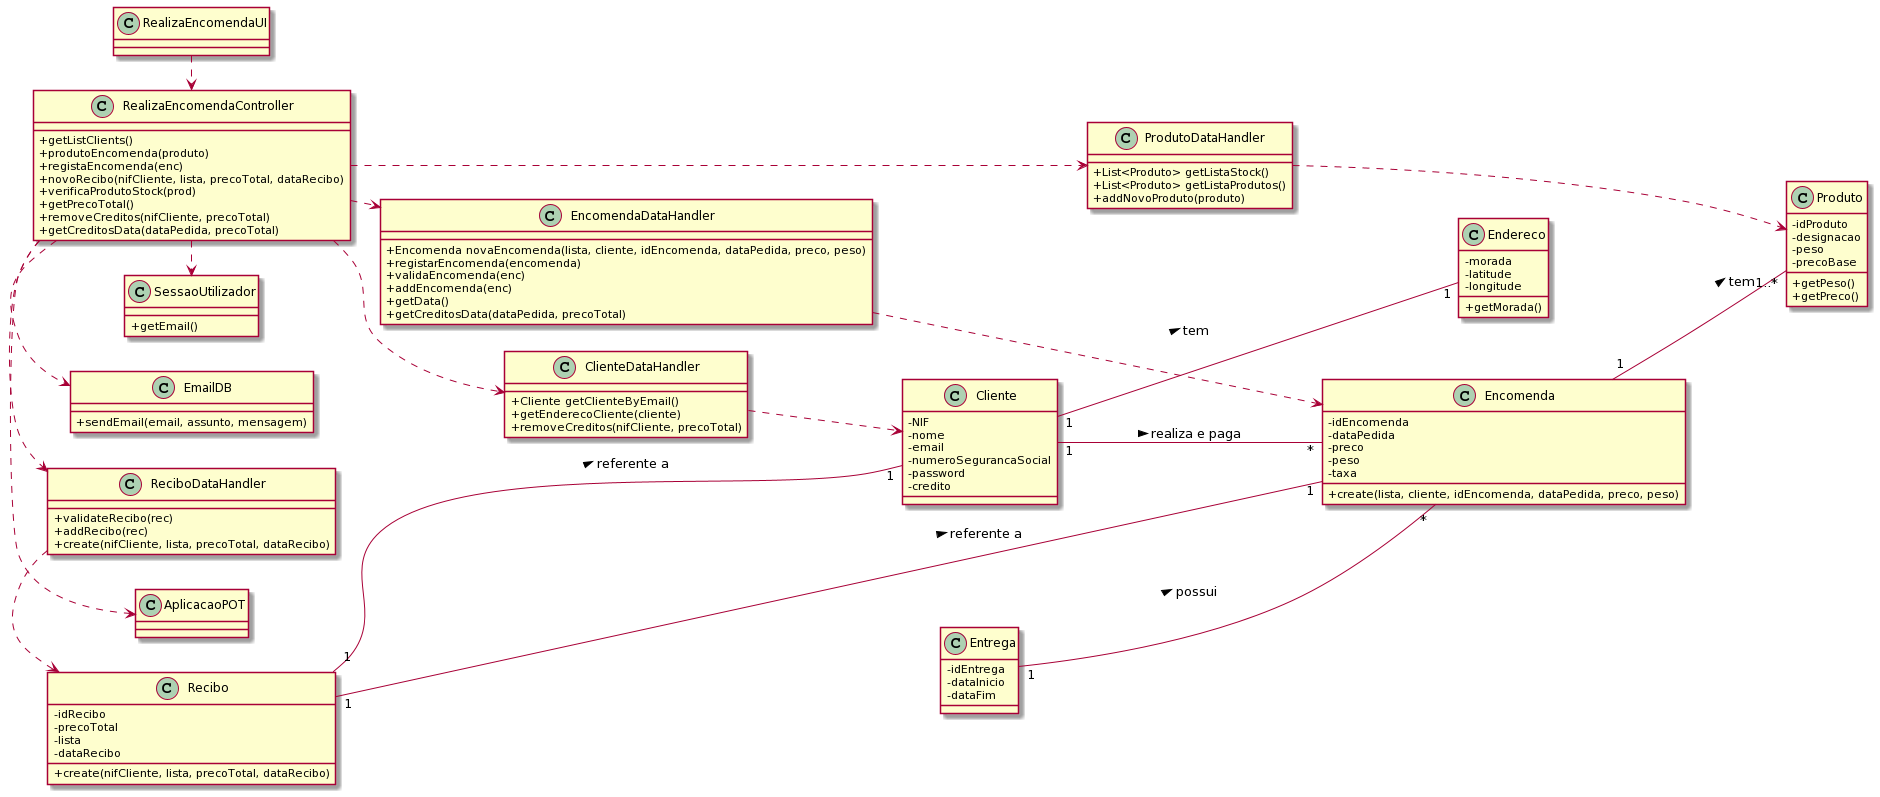 C RealizaEncomendaUI
C RealizaEncomendaController
+getListClients()
+produtoEncomenda(produto)
+registaEncomenda(enc)
+novoRecibo(nifCliente, lista, precoTotal, dataRecibo)
+verificaProdutoStock(prod)
+getPrecoTotal()
+removeCreditos(nifCliente, precoTotal)
+getCreditosData(dataPedida, precoTotal)
C ProdutoDataHandler
+List<Produto> getListaStock()
+List<Produto> getListaProdutos()
+addNovoProduto(produto)
C EncomendaDataHandler
+Encomenda novaEncomenda(lista, cliente, idEncomenda, dataPedida, preco, peso)
+registarEncomenda(encomenda)
+validaEncomenda(enc)
+addEncomenda(enc)
+getData()
+getCreditosData(dataPedida, precoTotal)
C Produto
-idProduto
-designacao
-peso
-precoBase
+getPeso()
+getPreco()
C Endereco
-morada
-latitude
-longitude
+getMorada()
C SessaoUtilizador
+getEmail()
C EmailDB
+sendEmail(email, assunto, mensagem)
C ClienteDataHandler
+Cliente getClienteByEmail()
+getEnderecoCliente(cliente)
+removeCreditos(nifCliente, precoTotal)
C Cliente
-NIF
-nome
-email
-numeroSegurancaSocial
-password
-credito
C Encomenda
-idEncomenda
-dataPedida
-preco
-peso
-taxa
+create(lista, cliente, idEncomenda, dataPedida, preco, peso)
C ReciboDataHandler
+validateRecibo(rec)
+addRecibo(rec)
+create(nifCliente, lista, precoTotal, dataRecibo)
C AplicacaoPOT
C Recibo
-idRecibo
-precoTotal
-lista
-dataRecibo
+create(nifCliente, lista, precoTotal, dataRecibo)
C Entrega
-idEntrega
-dataInicio
-dataFim
tem
1
1
tem
1..*
1
realiza e paga
1
*
referente a
1
1
referente a
1
1
possui
*
1